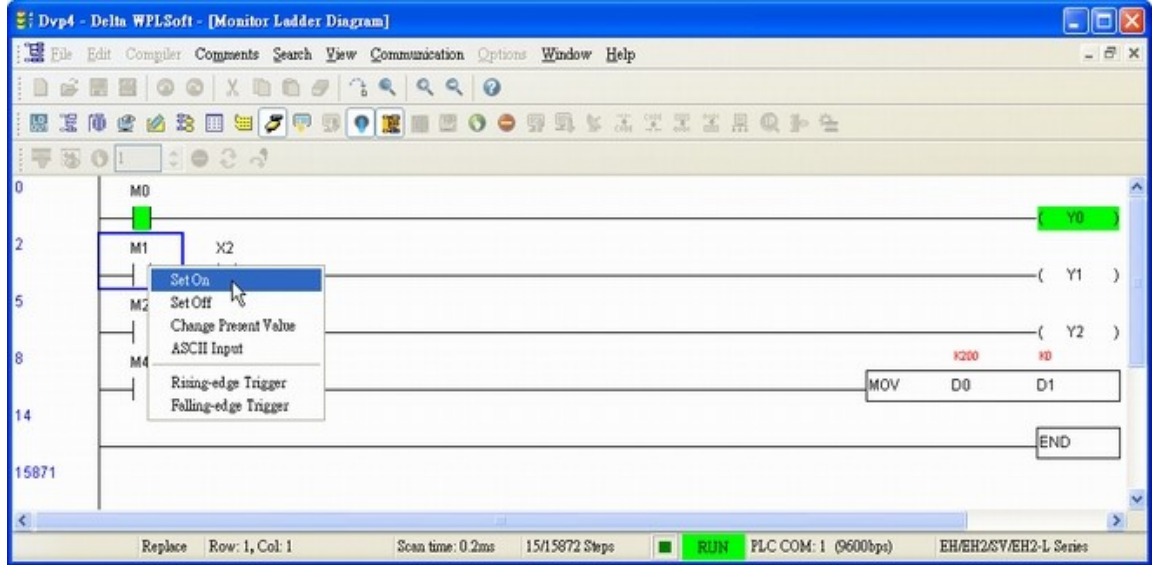 Dvp4 - Delta WPLSoft - [Monitor Ladder Diagram]
File Edit Compiler Comments Search View Communication Options Window Help
1
0
M0
Y0
2
M1 X2
Y1
Set On
Set Off
Change Present Value
ASCII Input
Rising-edge Trigger
Falling-edge Trigger
5
M2
Y2
8
M4
K200 K0
MOV D0 D1
14
END
15871
Replace Row: 1, Col: 1 Scan time: 0.2ms 15/15872 Steps RUN PLC COM: 1 (9600bps) EH/EH2/SV/EH2-L Series